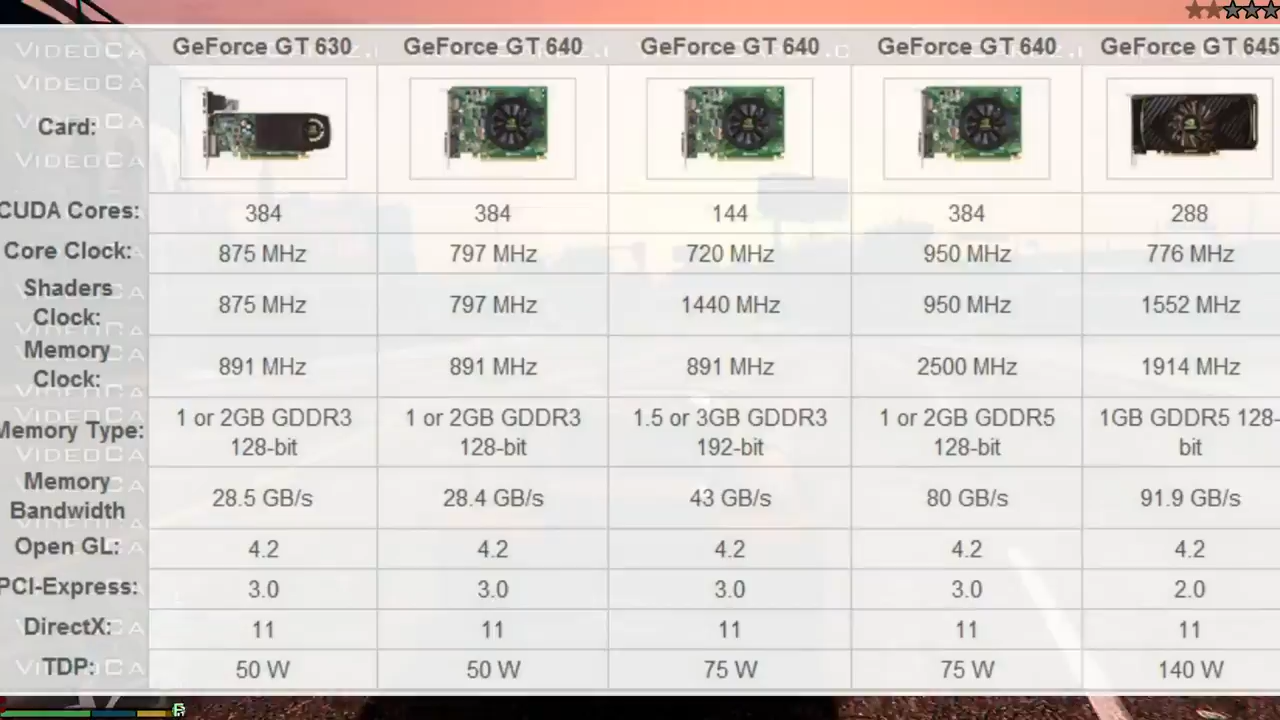 GeForce GT 630 GeForce GT 640 GeForce GT 640 GeForce GT 640 GeForce GT 645
Card:
CUDA Cores: 384 384 144 384 288
Core Clock: 875 MHz 797 MHz 720 MHz 950 MHz 776 MHz
Shaders
Clock: 875 MHz 797 MHz 1440 MHz 950 MHz 1552 MHz
Memory
Clock: 891 MHz 891 MHz 891 MHz 2500 MHz 1914 MHz
Memory Type: 1 or 2GB GDDR3 1 or 2GB GDDR3 1.5 or 3GB GDDR3 1 or 2GB GDDR5 1GB GDDR5 128-
128-bit 128-bit 192-bit 128-bit bit
Memory
Bandwidth 28.5 GB/s 28.4 GB/s 43 GB/s 80 GB/s 91.9 GB/s
Open GL: 4.2 4.2 4.2 4.2 4.2
PCI-Express: 3.0 3.0 3.0 3.0 2.0
DirectX: 11 11 11 11 11
TDP: 50 W 50 W 75 W 75 W 140 W